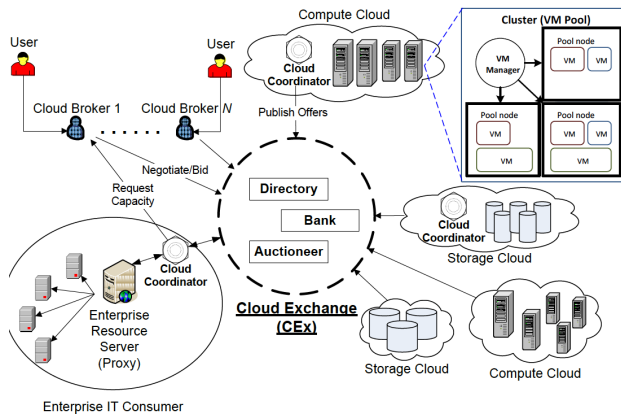 Compute Cloud
User
User
Cloud
Coordinator
Cluster (VM Pool)
VM
Manager
Pool node
VM
VM
Pool node
VM
VM
Pool node
VM
VM
VM
Cloud Broker 1
Cloud Broker N
Publish Offers
Negotiate/Bid
Request
Capacity
Directory
Bank
Auctioneer
Cloud
Coordinator
Storage Cloud
Cloud
Coordinator
Enterprise
Resource
Server
(Proxy)
Cloud Exchange
(CEx)
Storage Cloud
Compute Cloud
Enterprise IT Consumer